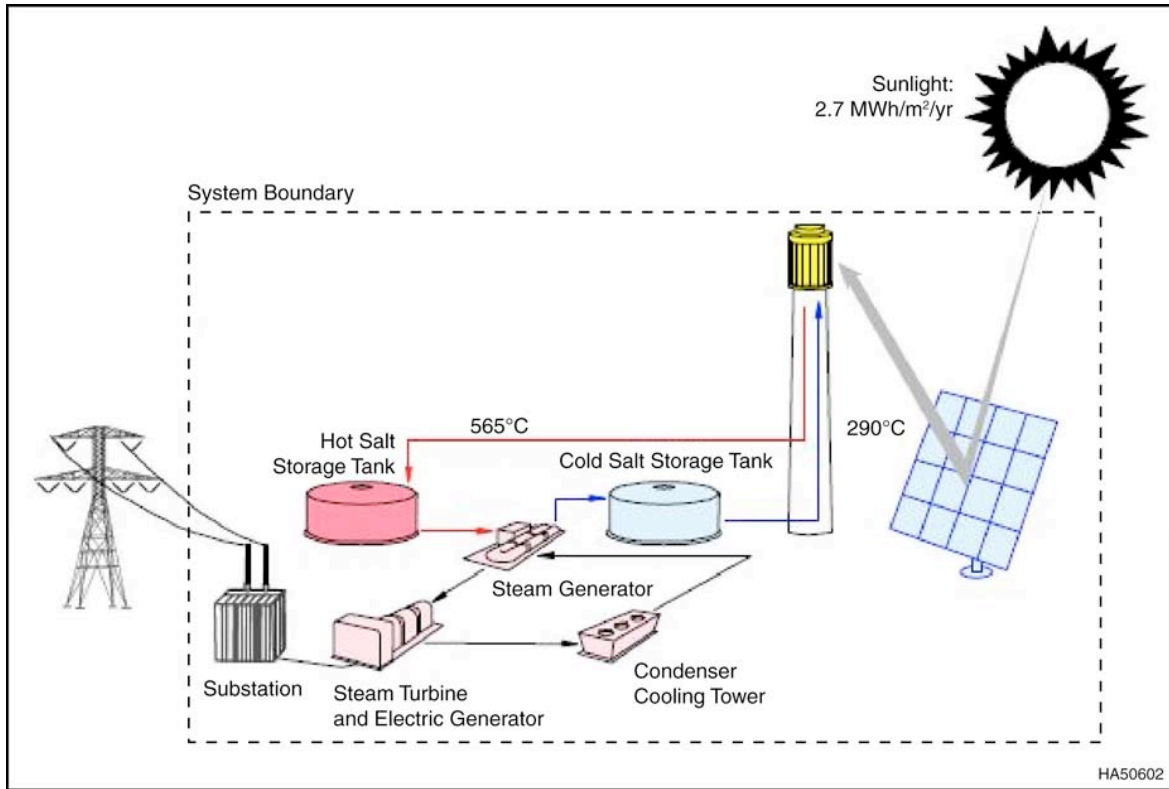 Sunlight:
2.7 MWh/m²/yr
System Boundary
565°C
290°C
Hot Salt
Storage Tank
Cold Salt Storage Tank
Steam Generator
Substation
Steam Turbine
and Electric Generator
Condenser
Cooling Tower
HA50602